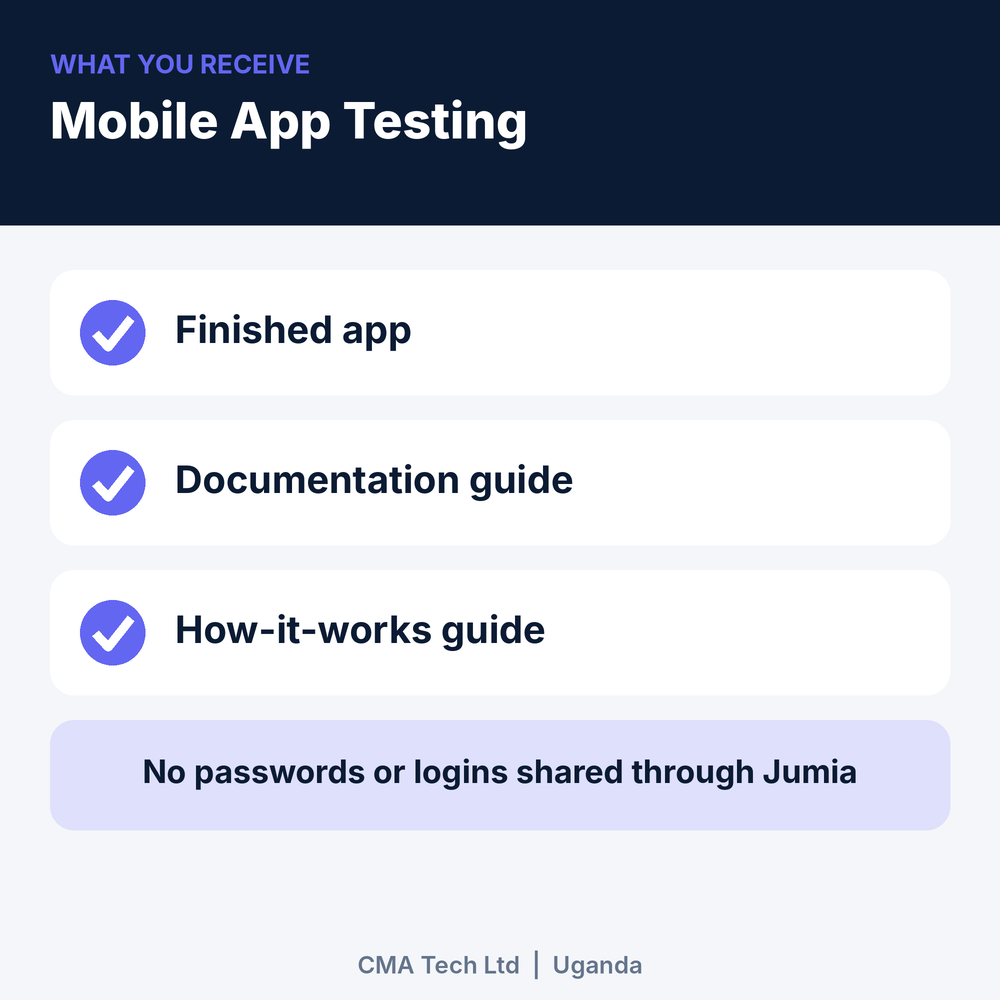 WHAT YOU RECEIVE
Mobile App Testing
Finished app
Documentation guide
How-it-works guide
No passwords or logins shared through Jumia
CMA Tech Ltd | Uganda